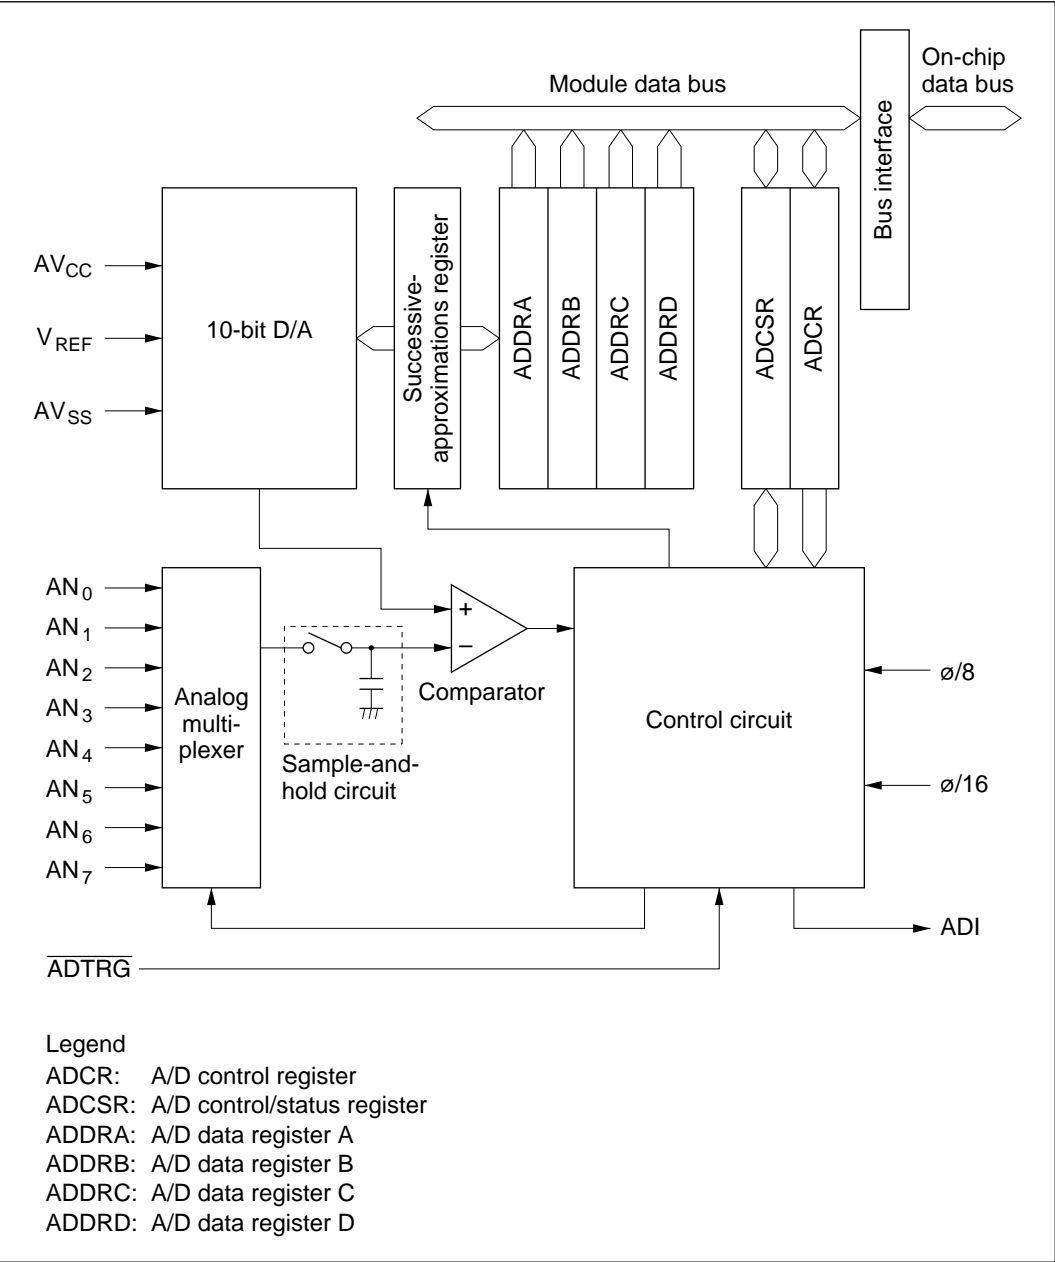 On-chip
data bus
Module data bus
Bus interface
AVCC
VREF
AVSS
10-bit D/A
Successive-
approximations register
ADDRA
ADDRB
ADDRC
ADDRD
ADCSR
ADCR
AN0
AN1
AN2
AN3
AN4
AN5
AN6
AN7
Analog
multi-
plexer
+
–
Comparator
Sample-and-
hold circuit
Control circuit
ø/8
ø/16
ADI
ADTRG
Legend
ADCR: A/D control register
ADCSR: A/D control/status register
ADDRA: A/D data register A
ADDRB: A/D data register B
ADDRC: A/D data register C
ADDRD: A/D data register D